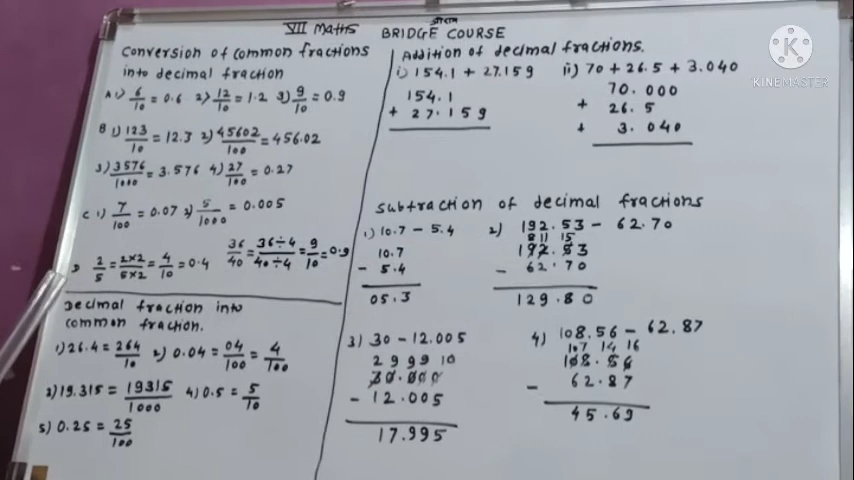 VII Maths BRIDGE COURSE
KINEMASTER
Conversion of common fractions
into decimal fraction
A 1) 6/10 = 0.6 2) 12/10 = 1.2 3) 9/10 = 0.9
B 1) 123/10 = 12.3 2) 45602/100 = 456.02
3) 3576/1000 = 3.576 4) 27/100 = 0.27
C 1) 7/100 = 0.07 2) 5/1000 = 0.005
D 2/5 = 2×2/5×2 = 4/10 = 0.4 36/40 = 36÷4/40÷4 = 9/10 = 0.9
Decimal fraction into
common fraction.
1) 26.4 = 264/10 2) 0.04 = 04/100 = 4/100
3) 19.315 = 19315/1000 4) 0.5 = 5/10
5) 0.25 = 25/100
Addition of decimal fractions.
i) 154.1 + 27.159 ii) 70 + 26.5 + 3.040
154.1
+ 27.159
70.000
+ 26.5
+ 3.040
Subtraction of decimal fractions
1) 10.7 - 5.4 2) 192.53 - 62.70
10.7
- 5.4
05.3
8 11 15
192.53
- 62.70
129.80
3) 30 - 12.005 4) 108.56 - 62.87
2 9 9 9 10
30.000
- 12.005
17.995
107 14 16
108.56
- 62.87
45.69